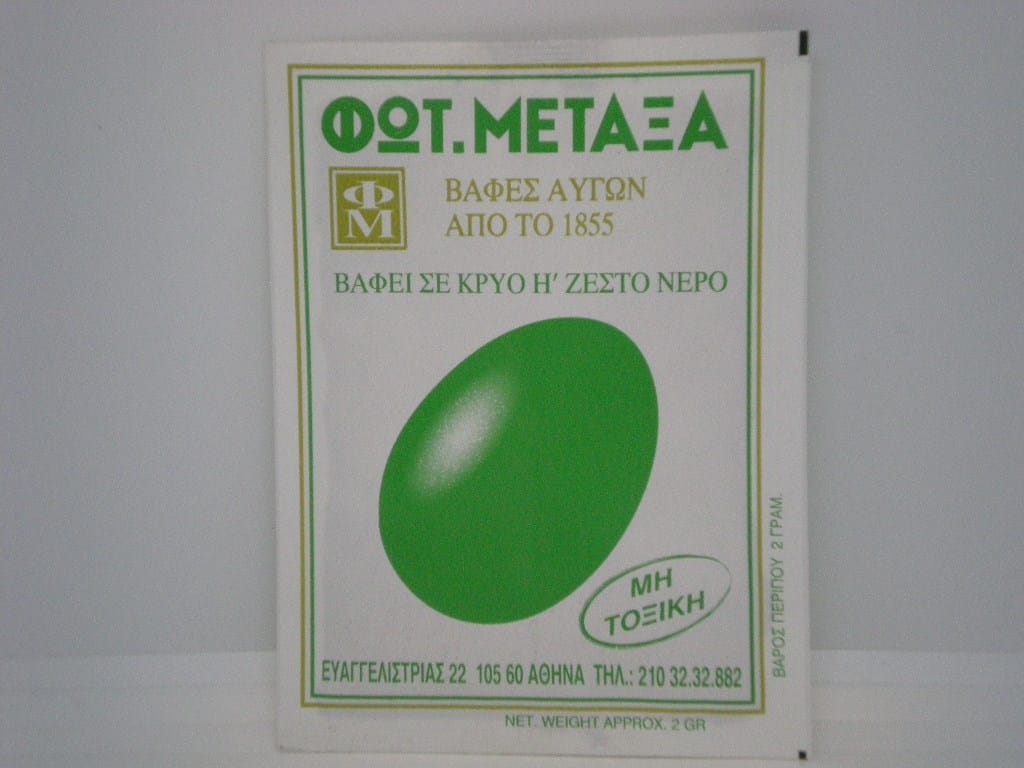 ΦΩΤ. ΜΕΤΑΞΑ
ΦΜ
ΒΑΦΕΣ ΑΥΓΩΝ
ΑΠΟ ΤΟ 1855
ΒΑΦΕΙ ΣΕ ΚΡΥΟ Η' ΖΕΣΤΟ ΝΕΡΟ
ΜΗ
ΤΟΞΙΚΗ
ΕΥΑΓΓΕΛΙΣΤΡΙΑΣ 22 105 60 ΑΘΗΝΑ ΤΗΛ.: 210 32.32.882
NET. WEIGHT APPROX. 2 GR
ΒΑΡΟΣ ΠΕΡΙΠΟΥ 2 ΓΡΑΜ.